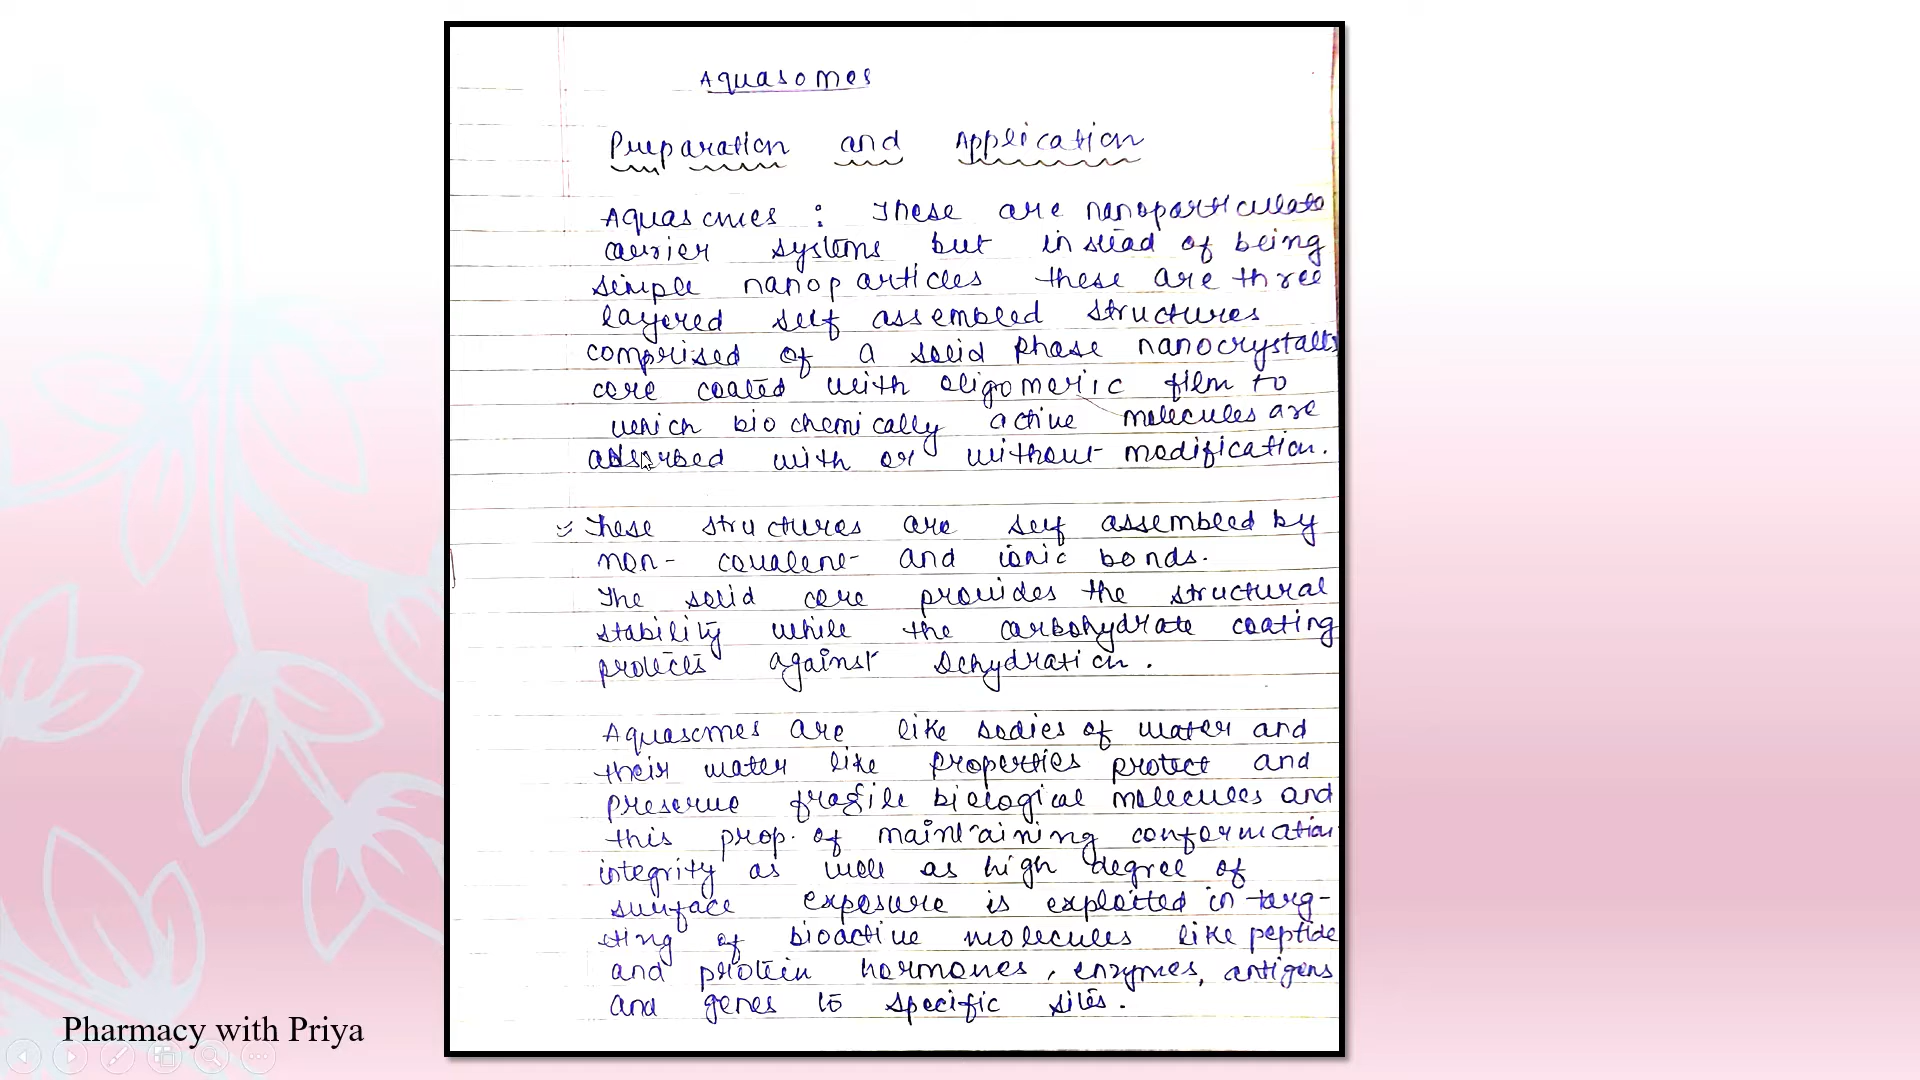 Aquasomes
Preparation and Application
Aquasomes : These are nanoparticulate
carrier systems but instead of being
simple nanoparticles these are three
layered self assembled structures
comprised of a solid phase nanocrystalls
core coated with oligomeric film to
which biochemically active molecules are
adsorbed with or without modification.
These structures are self assembled by
non- covalent and ionic bonds.
The solid core provides the structural
stability while the carbohydrate coating
protects against dehydration.
Aquasomes are like bodies of water and
their water like properties protect and
preserve fragile biological molecules and
this prop. of maintaining conformation
integrity as well as high degree of
surface exposure is exploited in targ-
eting of bioactive molecules like peptide
and protein hormones, enzymes, antigens
and genes to specific sites.
Pharmacy with Priya